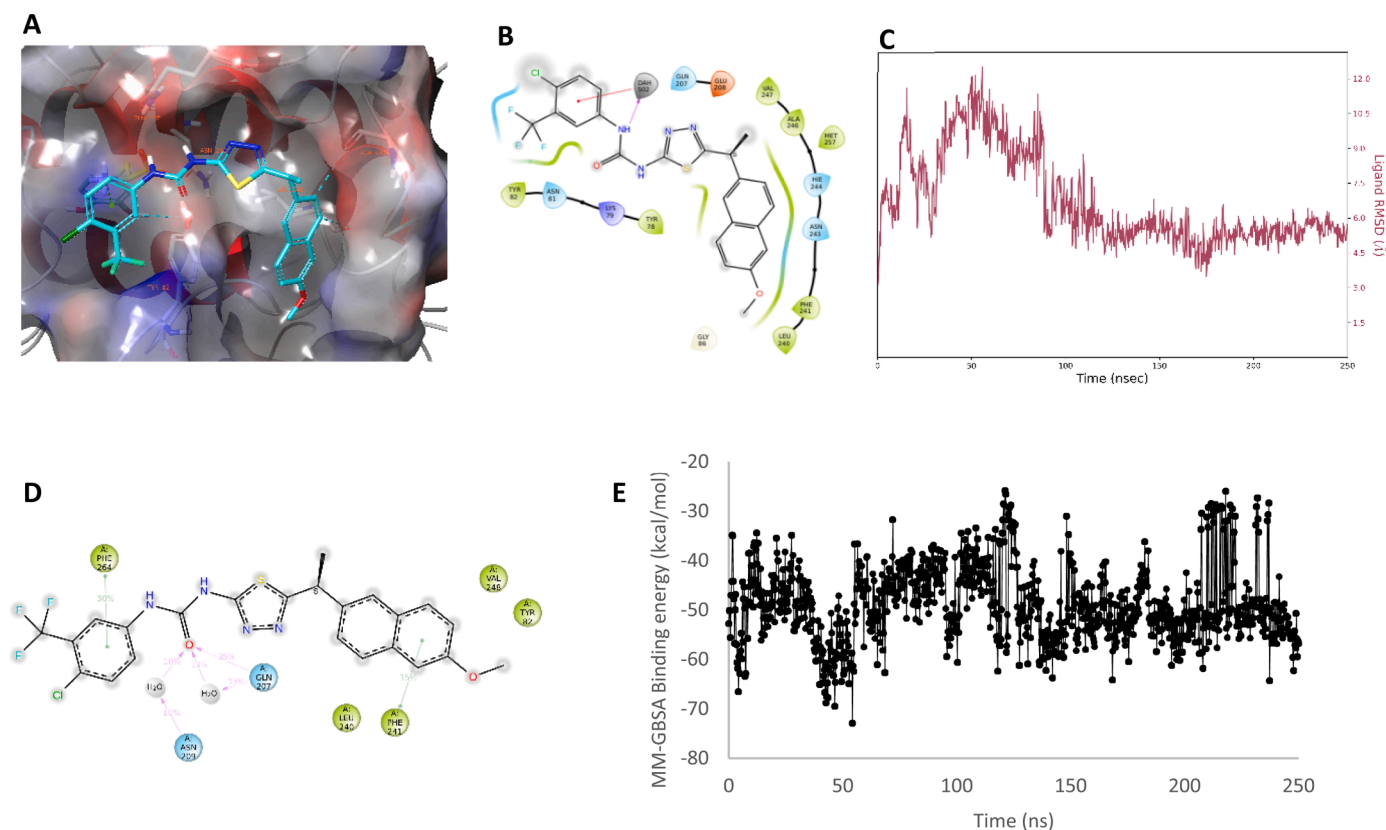 A
B
C
D
E
Cl
F
F
F
NH
O
N
H
N
N
S
O
DAH
502
GLN
207
GLU
208
VAL
247
ALA
246
MET
257
HIE
244
ASN
243
PHE
241
LEU
240
GLY
86
TYR
82
ASN
81
LYS
79
TYR
78
12.0
10.5
9.0
7.5
6.0
4.5
3.0
1.5
Ligand RMSD (Å)
0
50
100
150
200
250
Time (nsec)
A:
PHE
264
30%
F
F
F
Cl
H
N
H
N
O
S
N
N
S
O
35%
10%
H₂O
H₂O
A:
GLN
207
A:
ASN
209
A:
LEU
240
A:
PHE
241
A:
TYR
82
-20
-30
-40
-50
-60
-70
-80
MM-GBSA Binding energy (kcal/mol)
0
50
100
150
200
250
Time (ns)